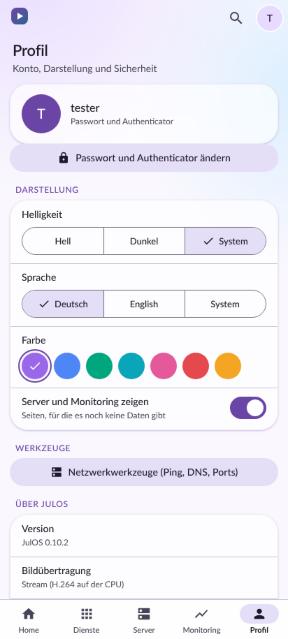 T
Profil
Konto, Darstellung und Sicherheit
T
tester
Passwort und Authenticator
Passwort und Authenticator ändern
DARSTELLUNG
Helligkeit
Hell
Dunkel
System
Sprache
Deutsch
English
System
Farbe
Server und Monitoring zeigen
Seiten, für die es noch keine Daten gibt
WERKZEUGE
Netzwerkwerkzeuge (Ping, DNS, Ports)
ÜBER JULOS
Version
JulOS 0.10.2
Bildübertragung
Stream (H.264 auf der CPU)
Home
Dienste
Server
Monitoring
Profil